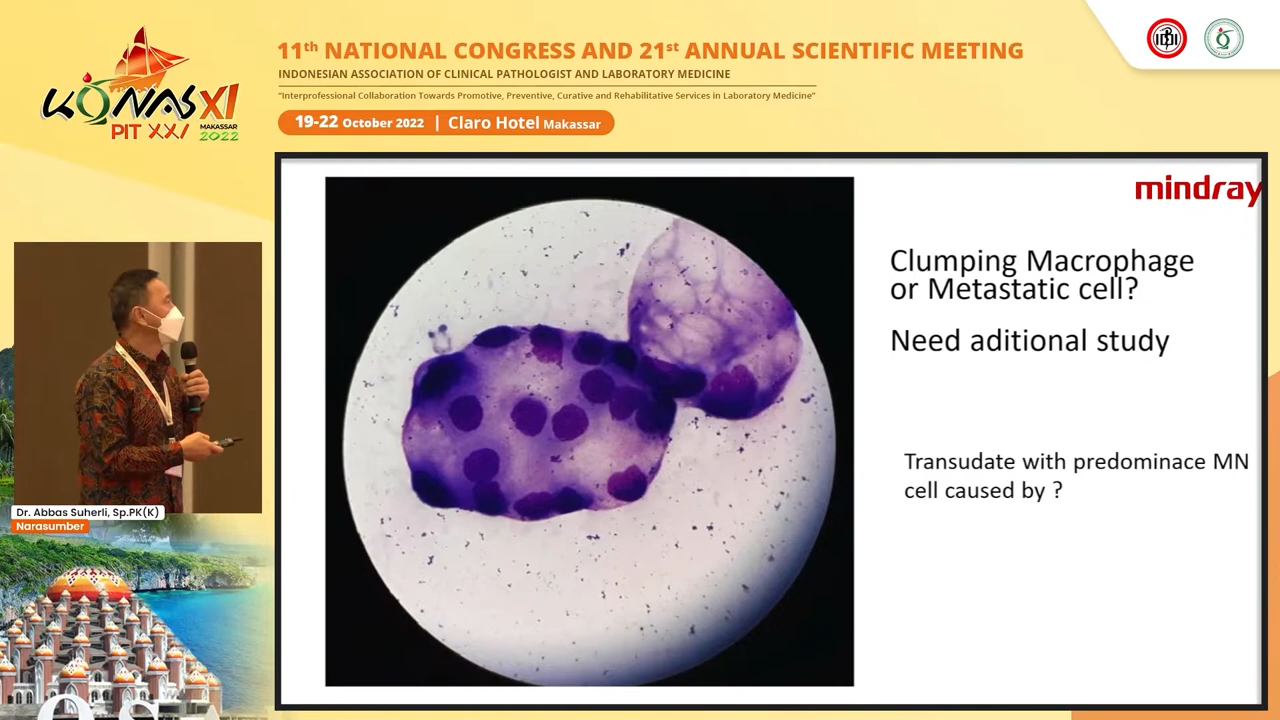 11th NATIONAL CONGRESS AND 21st ANNUAL SCIENTIFIC MEETING
INDONESIAN ASSOCIATION OF CLINICAL PATHOLOGIST AND LABORATORY MEDICINE
"Interprofessional Collaboration Towards Promotive, Preventive, Curative and Rehabilitative Services in Laboratory Medicine"
19-22 October 2022 | Claro Hotel Makassar
KONAS XI
PIT XXI MAKASSAR
2022
mindray
Clumping Macrophage
or Metastatic cell?
Need aditional study
Transudate with predominace MN
cell caused by ?
Dr. Abbas Suherli, Sp.PK(K)
Narasumber